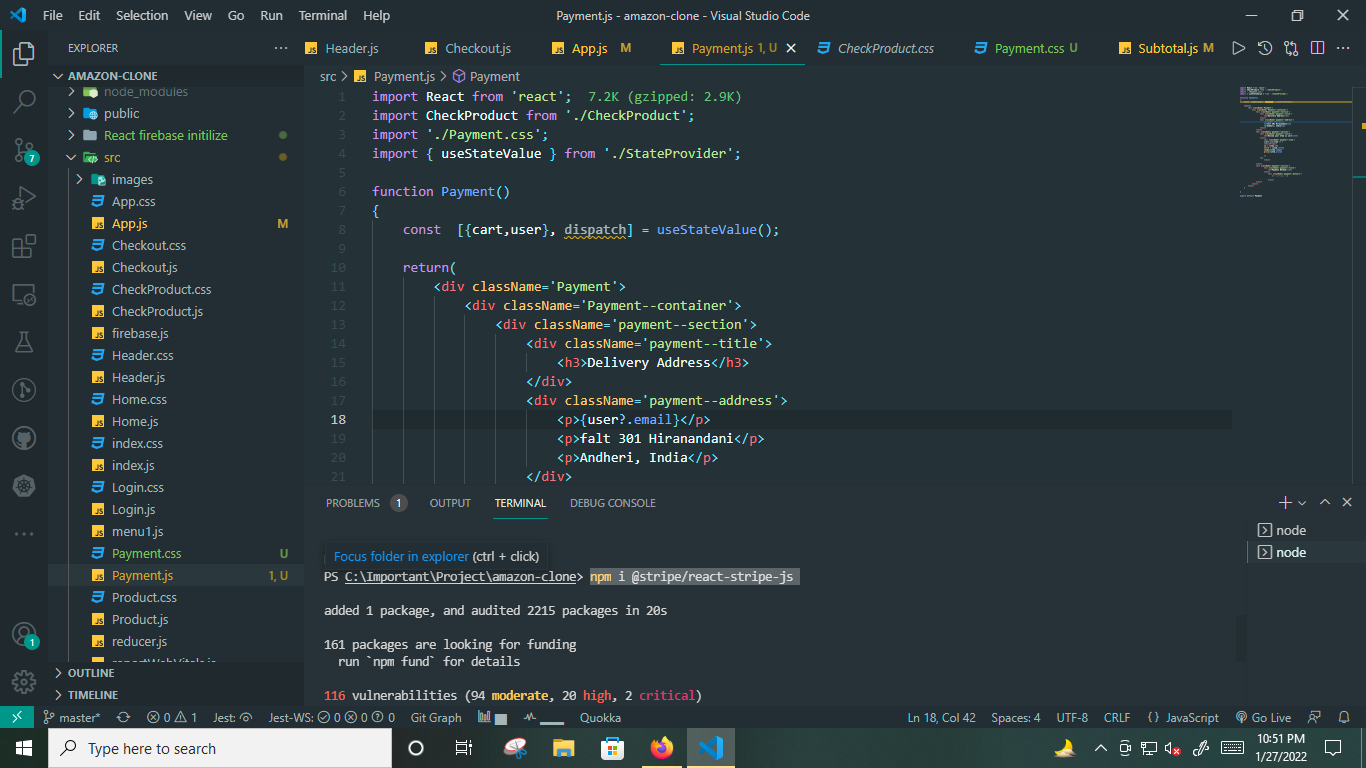 File Edit Selection View Go Run Terminal Help
Payment.js - amazon-clone - Visual Studio Code
EXPLORER
Header.js Checkout.js App.js M Payment.js 1, U CheckProduct.css Payment.css U Subtotal.js M
AMAZON-CLONE
node_modules
public
React firebase initilize
src
images
App.css
App.js M
Checkout.css
Checkout.js
CheckProduct.css
CheckProduct.js
firebase.js
Header.css
Header.js
Home.css
Home.js
index.css
index.js
Login.css
Login.js
menu1.js
Payment.css U
Payment.js 1, U
Product.css
Product.js
reducer.js
OUTLINE
TIMELINE
src > Payment.js > Payment
1 import React from 'react'; 7.2K (gzipped: 2.9K)
2 import CheckProduct from './CheckProduct';
3 import './Payment.css';
4 import { useStateValue } from './StateProvider';
5
6 function Payment()
7 {
8 const [{cart,user}, dispatch] = useStateValue();
9
10 return(
11 <div className='Payment'>
12 <div className='Payment--container'>
13 <div className='payment--section'>
14 <div className='payment--title'>
15 <h3>Delivery Address</h3>
16 </div>
17 <div className='payment--address'>
18 <p>{user?.email}</p>
19 <p>falt 301 Hiranandani</p>
20 <p>Andheri, India</p>
21 </div>
PROBLEMS 1 OUTPUT TERMINAL DEBUG CONSOLE
node
node
Focus folder in explorer (ctrl + click)
PS C:\Important\Project\amazon-clone> npm i @stripe/react-stripe-js
added 1 package, and audited 2215 packages in 20s
161 packages are looking for funding
run `npm fund` for details
116 vulnerabilities (94 moderate, 20 high, 2 critical)
7
1
master* 0 1 Jest: Jest-WS: 0 0 0 Git Graph Quokka Ln 18, Col 42 Spaces: 4 UTF-8 CRLF {} JavaScript Go Live
Type here to search
10:51 PM
1/27/2022